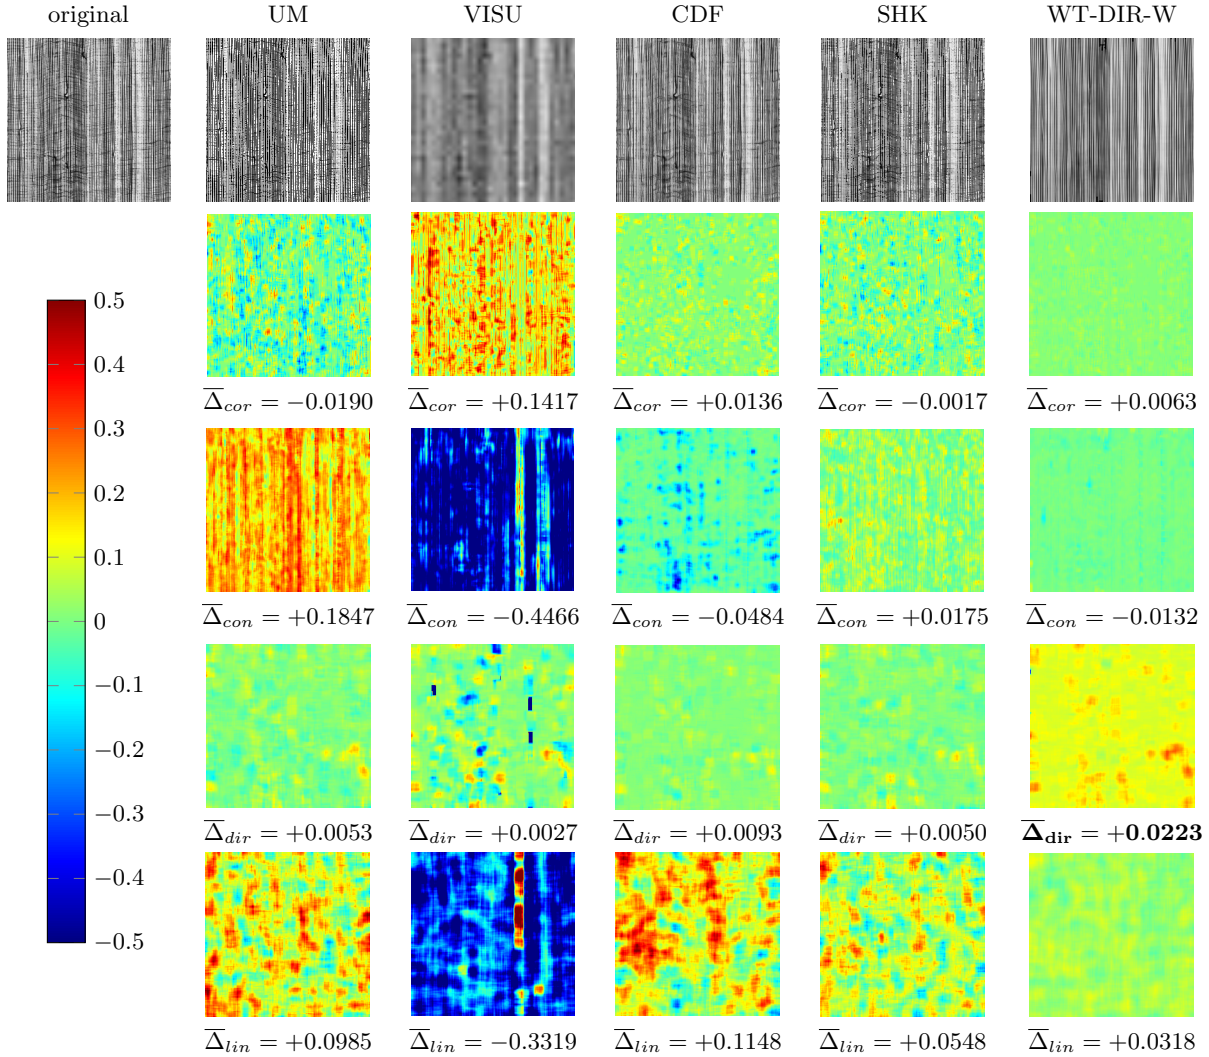 original UM VISU CDF SHK WT-DIR-W
0.5
0.4
0.3
0.2
0.1
0
−0.1
−0.2
−0.3
−0.4
−0.5
Δ̅cor = −0.0190 Δ̅cor = +0.1417 Δ̅cor = +0.0136 Δ̅cor = −0.0017 Δ̅cor = +0.0063
Δ̅con = +0.1847 Δ̅con = −0.4466 Δ̅con = −0.0484 Δ̅con = +0.0175 Δ̅con = −0.0132
Δ̅dir = +0.0053 Δ̅dir = +0.0027 Δ̅dir = +0.0093 Δ̅dir = +0.0050 Δ̅dir = +0.0223
Δ̅lin = +0.0985 Δ̅lin = −0.3319 Δ̅lin = +0.1148 Δ̅lin = +0.0548 Δ̅lin = +0.0318